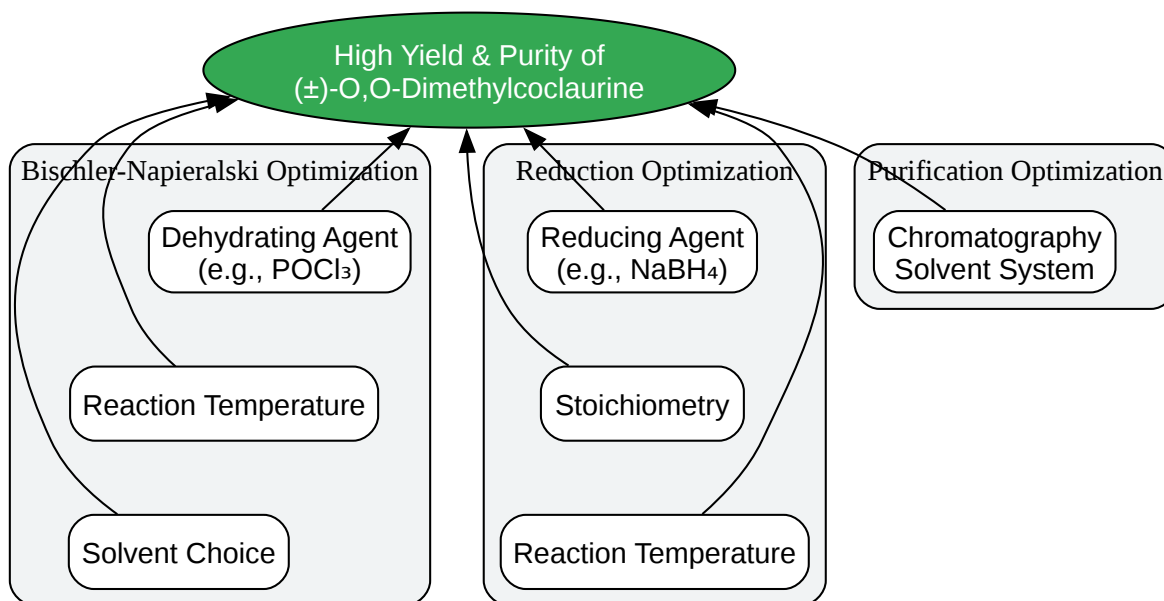 High Yield & Purity of
(±)-O,O-Dimethylcoclaurine
Bischler-Napieralski Optimization
Dehydrating Agent
(e.g., POCl₃)
Reaction Temperature
Solvent Choice
Reduction Optimization
Reducing Agent
(e.g., NaBH₄)
Stoichiometry
Reaction Temperature
Purification Optimization
Chromatography
Solvent System